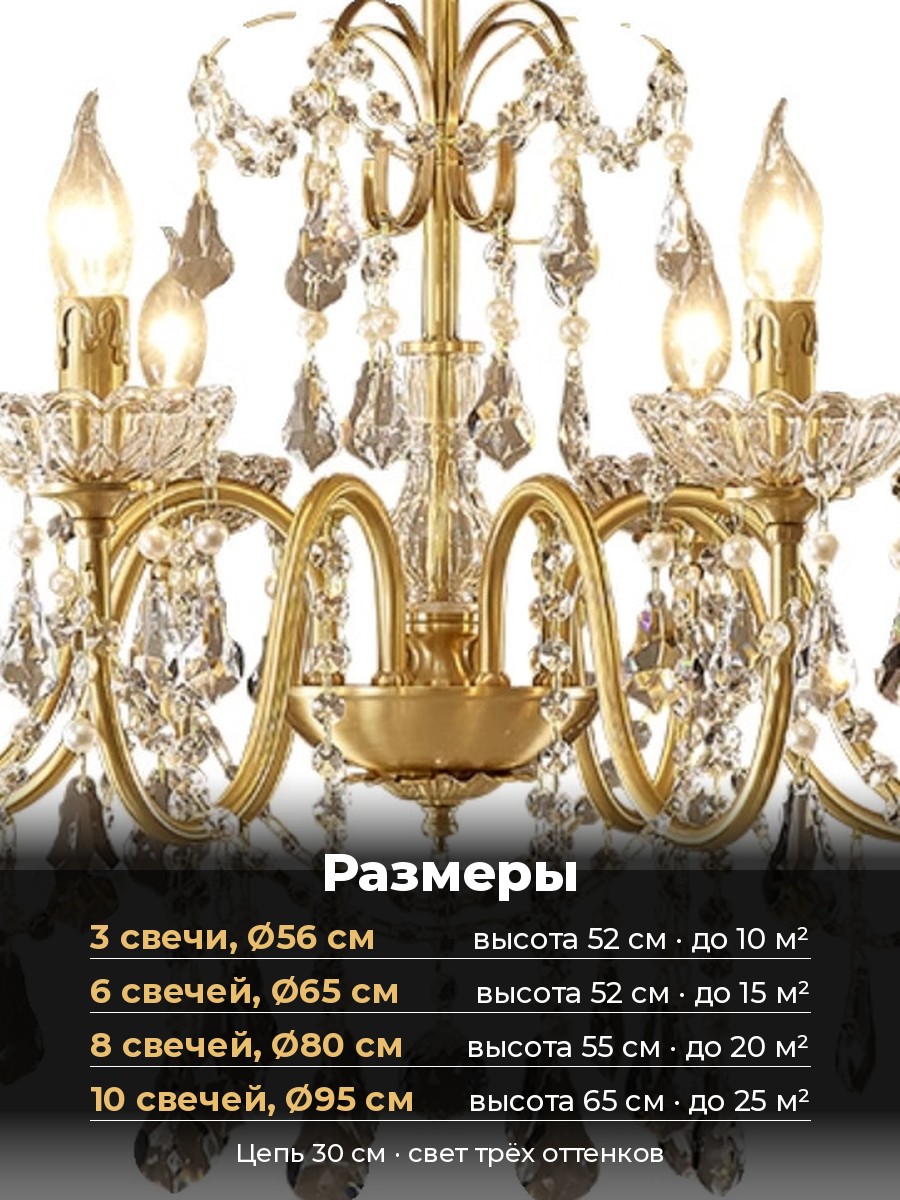 Размеры
3 свечи, Ø56 см высота 52 см · до 10 м²
6 свечей, Ø65 см высота 52 см · до 15 м²
8 свечей, Ø80 см высота 55 см · до 20 м²
10 свечей, Ø95 см высота 65 см · до 25 м²
Цепь 30 см · свет трёх оттенков